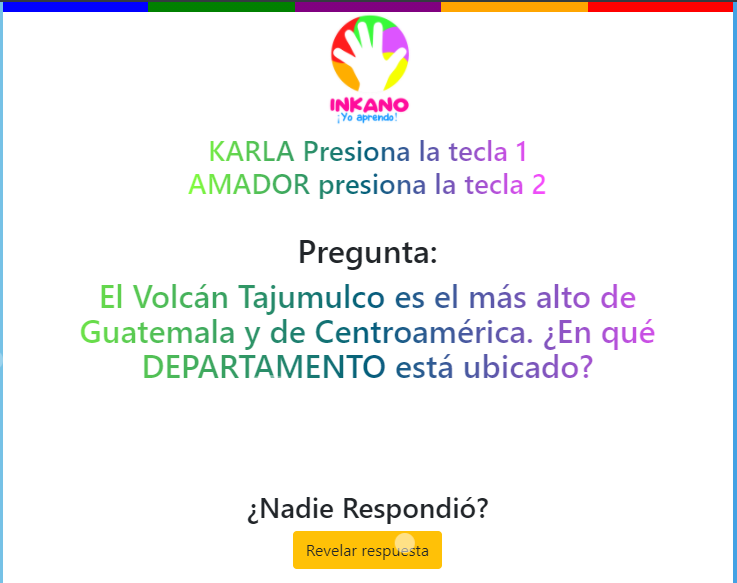 INKANO
¡Yo aprendo!
KARLA Presiona la tecla 1
AMADOR presiona la tecla 2
Pregunta:
El Volcán Tajumulco es el más alto de
Guatemala y de Centroamérica. ¿En qué
DEPARTAMENTO está ubicado?
¿Nadie Respondió?
Revelar respuesta